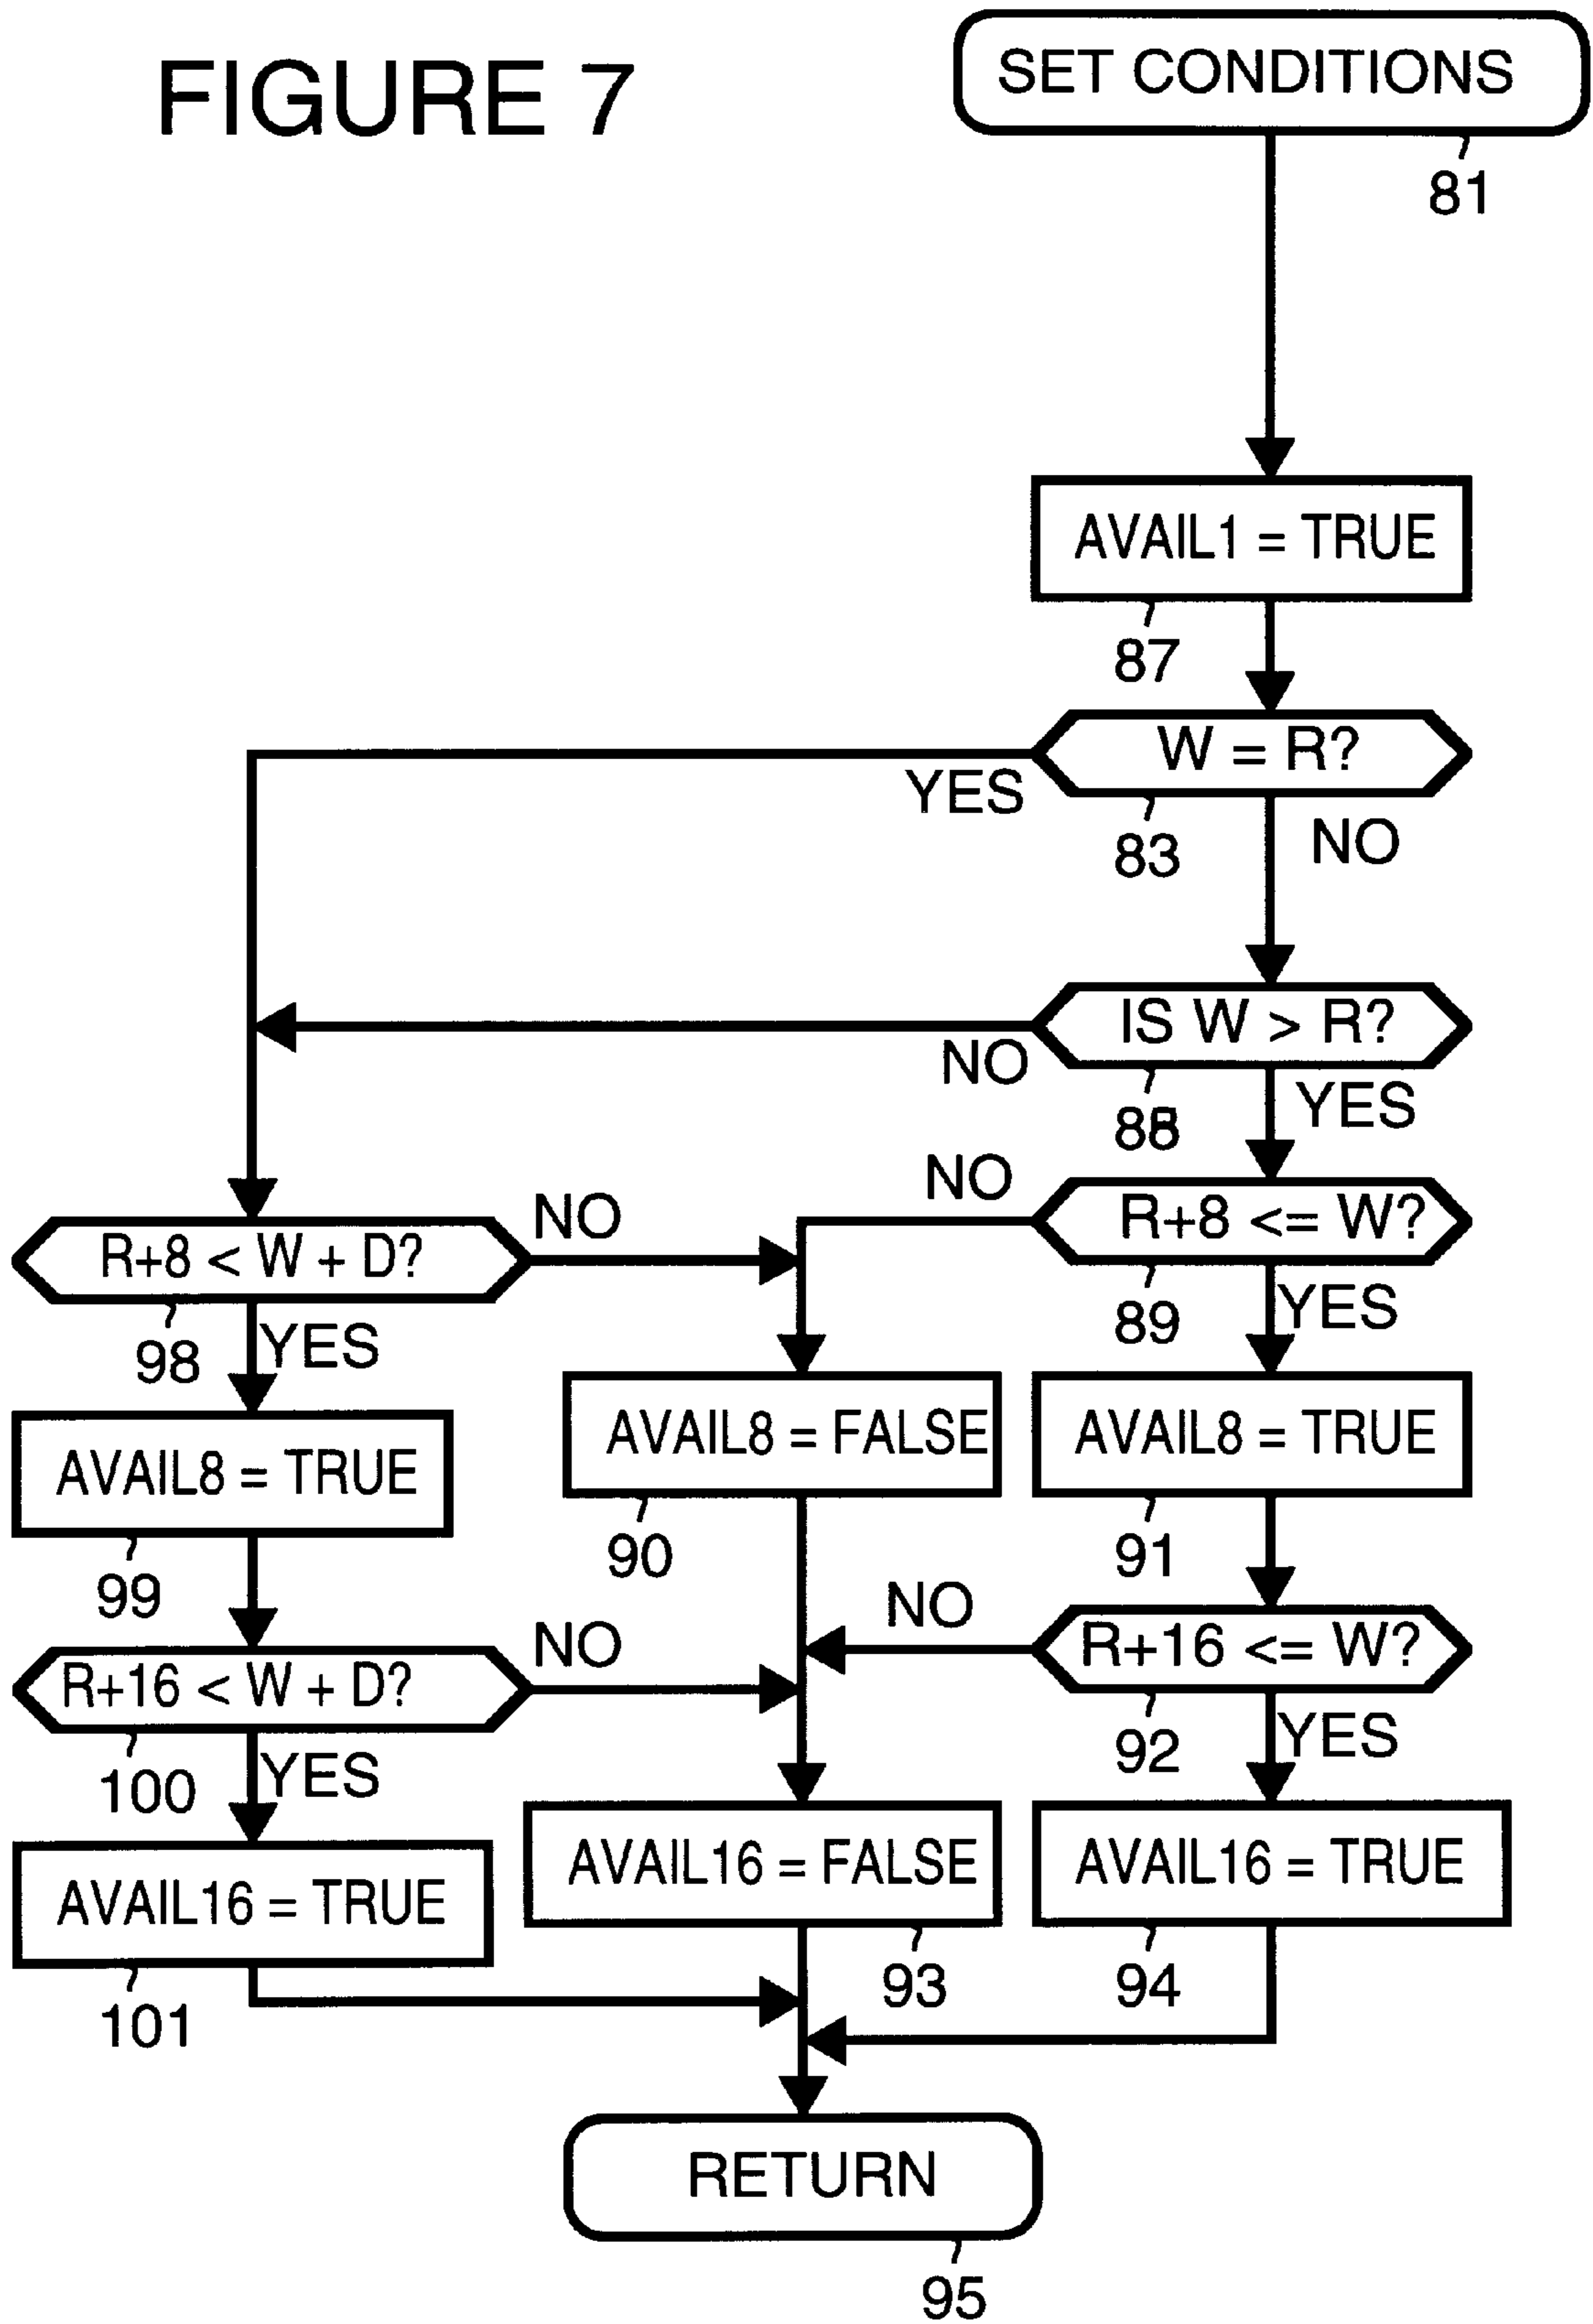 FIGURE 7
SET CONDITIONS
81
AVAIL1 = TRUE
87
W = R?
YES
83
NO
IS W > R?
NO
88
YES
NO
R+8 <= W?
R+8 < W + D?
NO
89
YES
98
YES
AVAIL8 = FALSE
AVAIL8 = TRUE
AVAIL8 = TRUE
90
91
99
NO
R+16 <= W?
R+16 < W + D?
NO
92
YES
100
YES
AVAIL16 = FALSE
AVAIL16 = TRUE
AVAIL16 = TRUE
93
94
101
RETURN
95